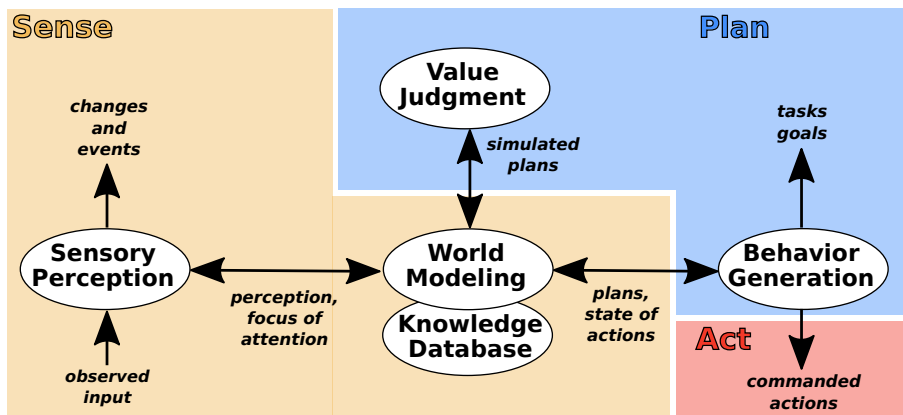 Sense
Plan
Value
Judgment
changes
and
events
simulated
plans
tasks
goals
Sensory
Perception
World
Modeling
Behavior
Generation
perception,
focus of
attention
plans,
state of
actions
Knowledge
Database
Act
observed
input
commanded
actions